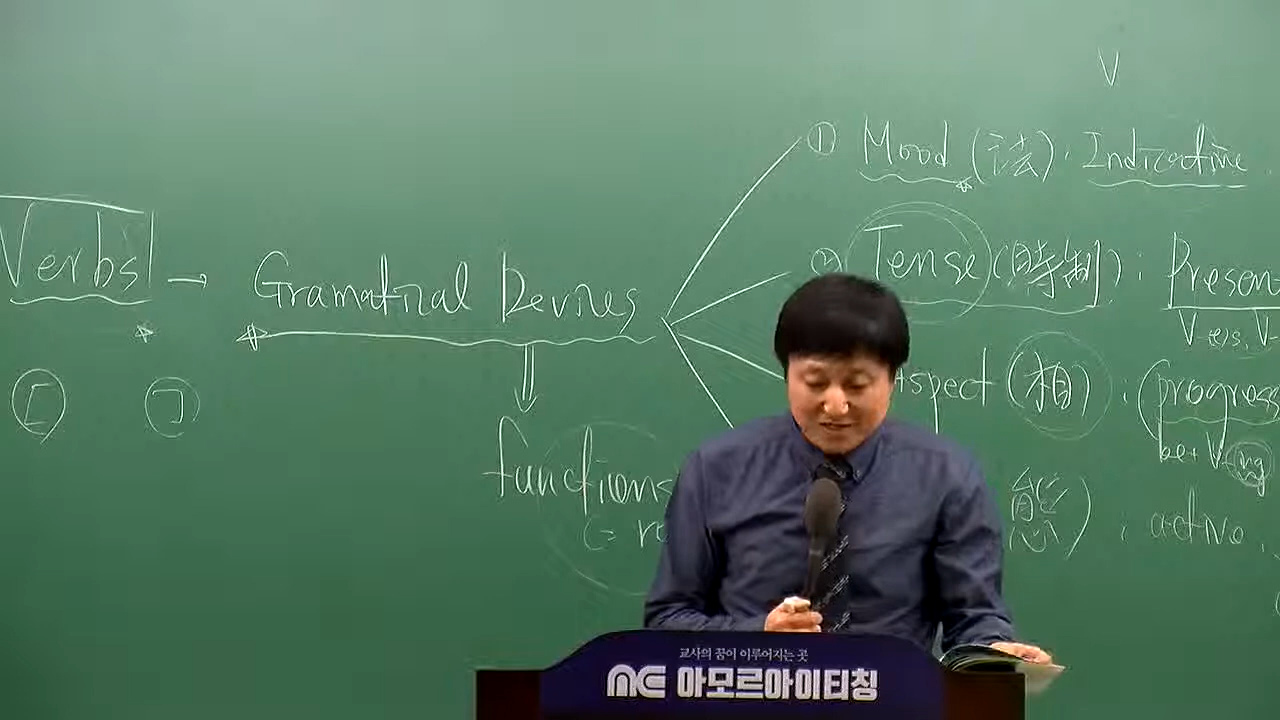 V
① Mood (法) : Indicative
Verbs → Gramatical Devices
② Tense (時制) : Presen
V-e/s, V-
Aspect (相) : (progress
be+V-ing
functions
態) : active,
교사의 꿈이 이루어지는 곳
아모르아이티칭